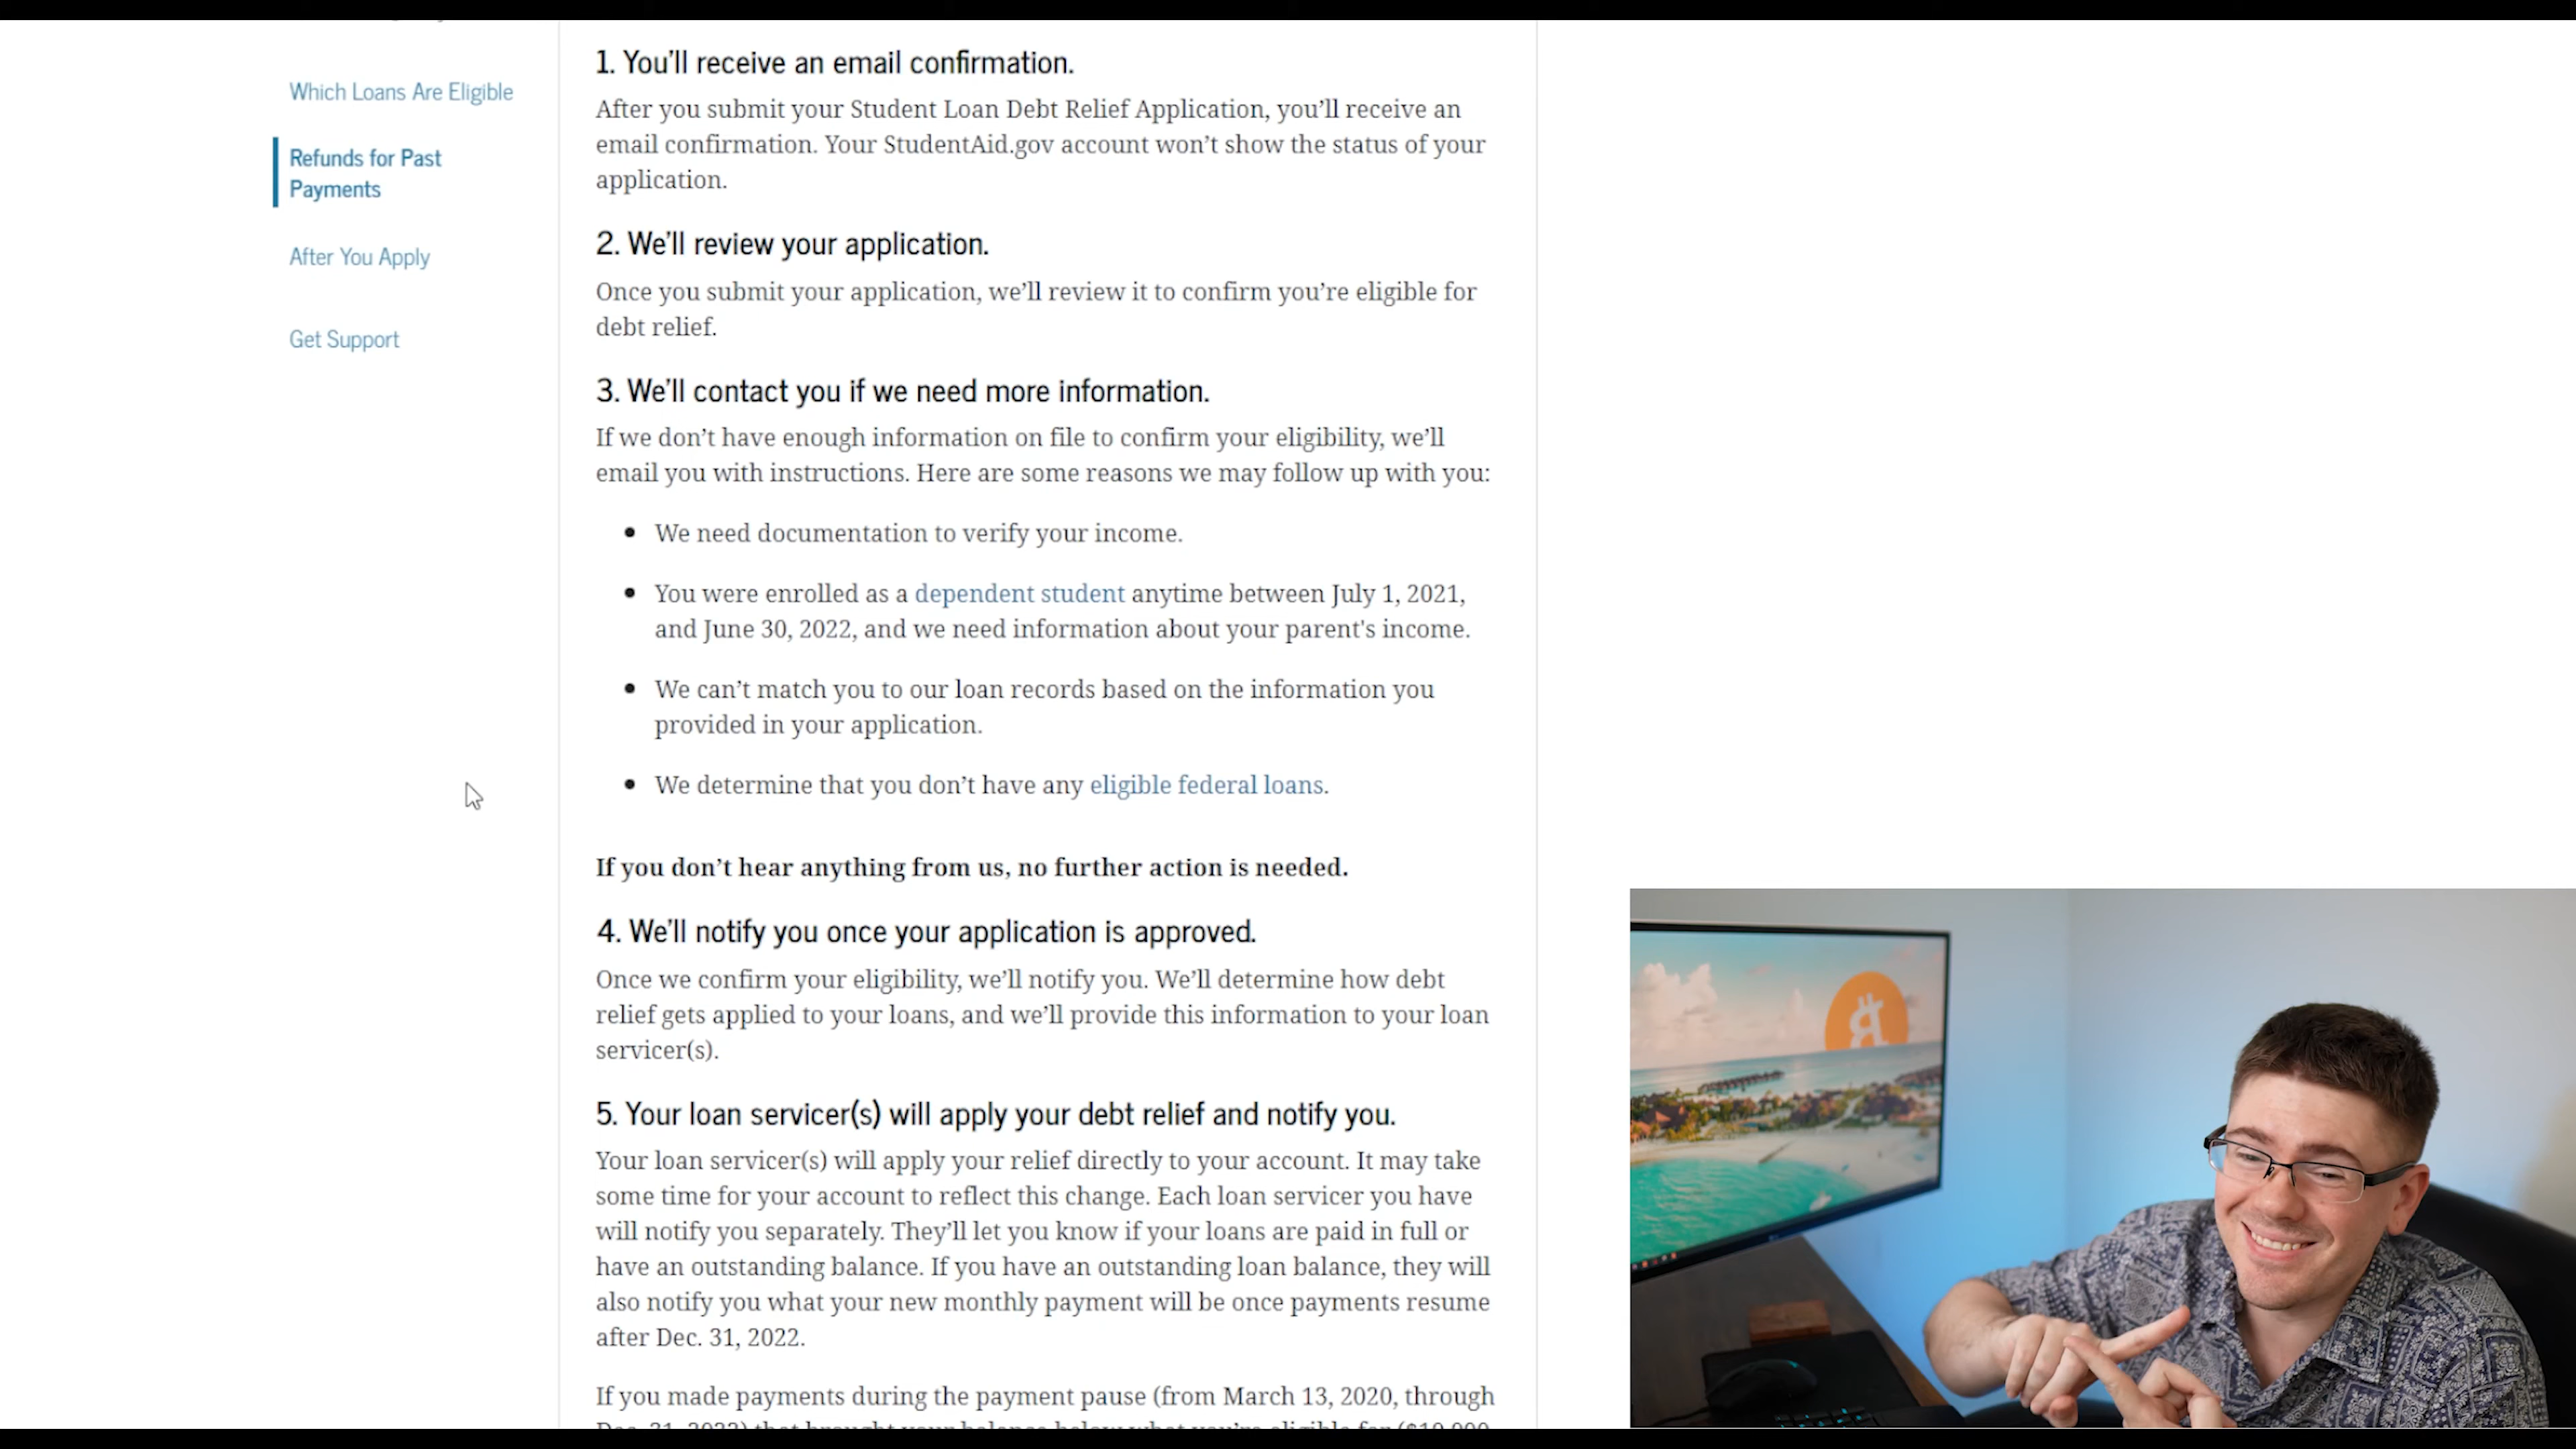 Which Loans Are Eligible
Refunds for Past
Payments
After You Apply
Get Support
1. You'll receive an email confirmation.
After you submit your Student Loan Debt Relief Application, you’ll receive an
email confirmation. Your StudentAid.gov account won’t show the status of your
application.
2. We'll review your application.
Once you submit your application, we’ll review it to confirm you’re eligible for
debt relief.
3. We'll contact you if we need more information.
If we don’t have enough information on file to confirm your eligibility, we’ll
email you with instructions. Here are some reasons we may follow up with you:
• We need documentation to verify your income.
• You were enrolled as a dependent student anytime between July 1, 2021,
and June 30, 2022, and we need information about your parent's income.
• We can’t match you to our loan records based on the information you
provided in your application.
• We determine that you don’t have any eligible federal loans.
If you don’t hear anything from us, no further action is needed.
4. We'll notify you once your application is approved.
Once we confirm your eligibility, we’ll notify you. We’ll determine how debt
relief gets applied to your loans, and we’ll provide this information to your loan
servicer(s).
5. Your loan servicer(s) will apply your debt relief and notify you.
Your loan servicer(s) will apply your relief directly to your account. It may take
some time for your account to reflect this change. Each loan servicer you have
will notify you separately. They’ll let you know if your loans are paid in full or
have an outstanding balance. If you have an outstanding loan balance, they will
also notify you what your new monthly payment will be once payments resume
after Dec. 31, 2022.
If you made payments during the payment pause (from March 13, 2020, through